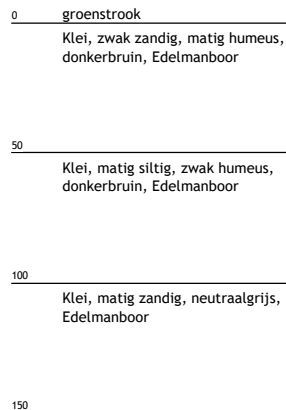 0 groenstrook
Klei, zwak zandig, matig humeus,
donkerbruin, Edelmanboor
50
Klei, matig siltig, zwak humeus,
donkerbruin, Edelmanboor
100
Klei, matig zandig, neutraalgrijs,
Edelmanboor
150